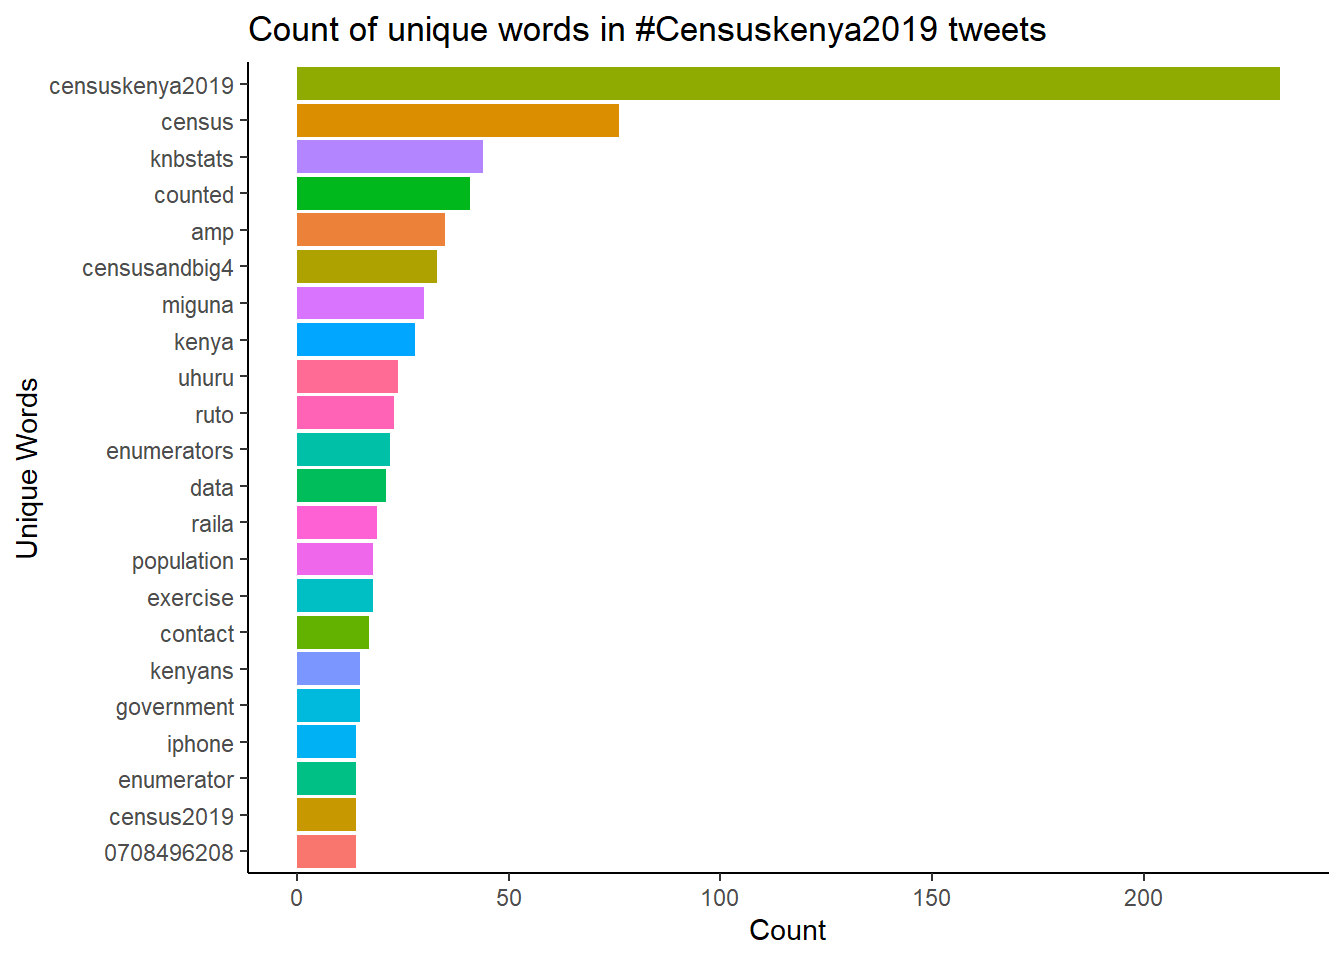 Count of unique words in #Censuskenya2019 tweets
censuskenya2019
census
knbstats
counted
amp
censusandbig4
miguna
kenya
uhuru
ruto
enumerators
data
raila
population
exercise
contact
kenyans
government
iphone
enumerator
census2019
0708496208
Unique Words
0 50 100 150 200
Count